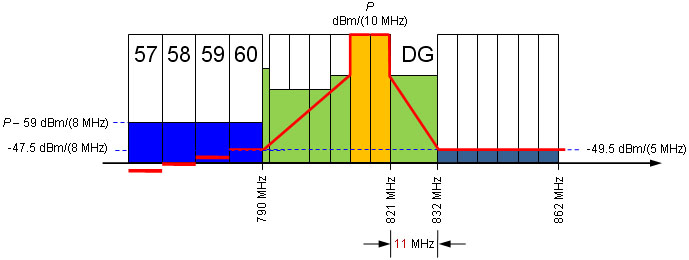 P
dBm/(10 MHz)
57 58 59 60 DG
P – 59 dBm/(8 MHz)
-47.5 dBm/(8 MHz)
-49.5 dBm/(5 MHz)
790 MHz
821 MHz
832 MHz
862 MHz
11 MHz